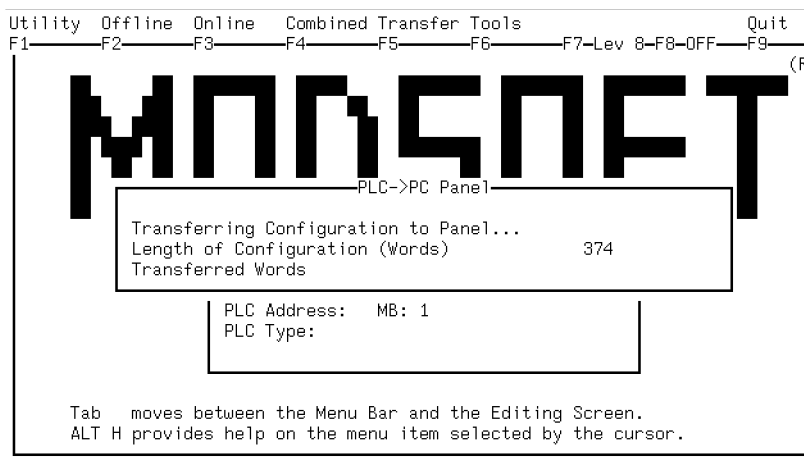 Utility Offline Online Combined Transfer Tools Quit
F1 F2 F3 F4 F5 F6 F7-Lev 8-F8-OFF F9
MODSOFT
PLC->PC Panel
Transferring Configuration to Panel...
Length of Configuration (Words) 374
Transferred Words
PLC Address: MB: 1
PLC Type:
Tab moves between the Menu Bar and the Editing Screen.
ALT H provides help on the menu item selected by the cursor.